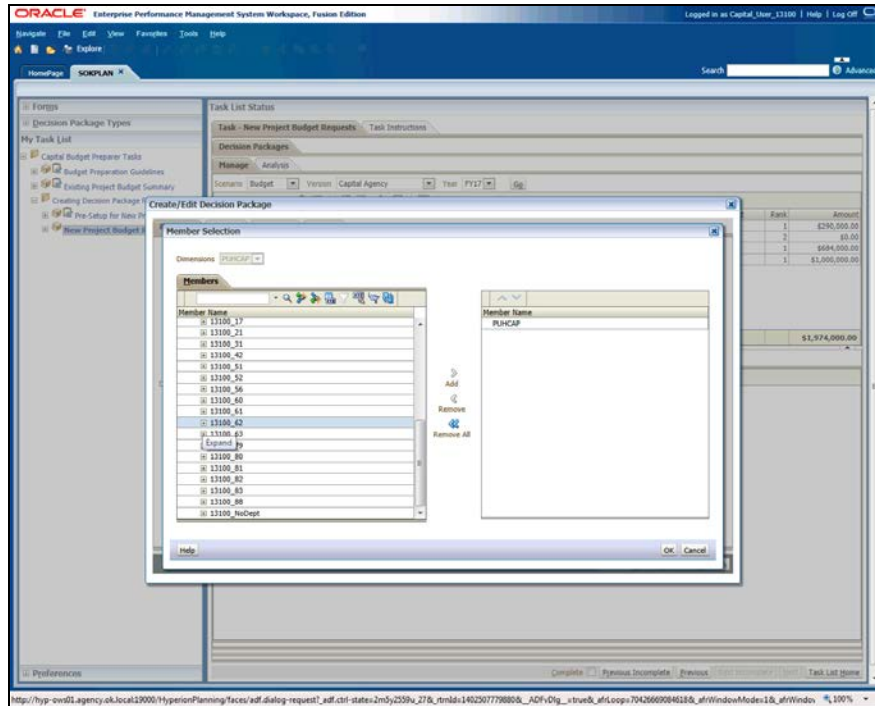 ORACLE Enterprise Performance Management System Workspace, Fusion Edition
Logged in as Capital_User_13100 | Help | Log Off
Navigate File Edit View Favorites Tools Help
Explore
HomePage SOKPLAN ×
Search Advanced
Forms
Decision Package Types
My Task List
Capital Budget Preparer Tasks
Budget Preparation Guidelines
Existing Project Budget Summary
Creating Decision Package R
Pre-Setup for New Pr
New Project Budget R
Task List Status
Task - New Project Budget Requests Task Instructions
Decision Packages
Manage Analysis
Scenario Budget Version Capital Agency Year FY17 Go
Rank Amount
1 $290,000.00
2 $0.00
1 $684,000.00
1 $1,000,000.00
$1,974,000.00
Create/Edit Decision Package
Member Selection
Dimensions PUHCAP
Members
Member Name
13100_17
13100_21
13100_31
13100_42
13100_51
13100_52
13100_56
13100_60
13100_61
13100_62
13100_63
Expand
13100_80
13100_81
13100_82
13100_83
13100_88
13100_NoDept
Add
Remove
Remove All
Member Name
PUHCAP
Help OK Cancel
Preferences
Complete Previous Incomplete Previous Task List Home
100%